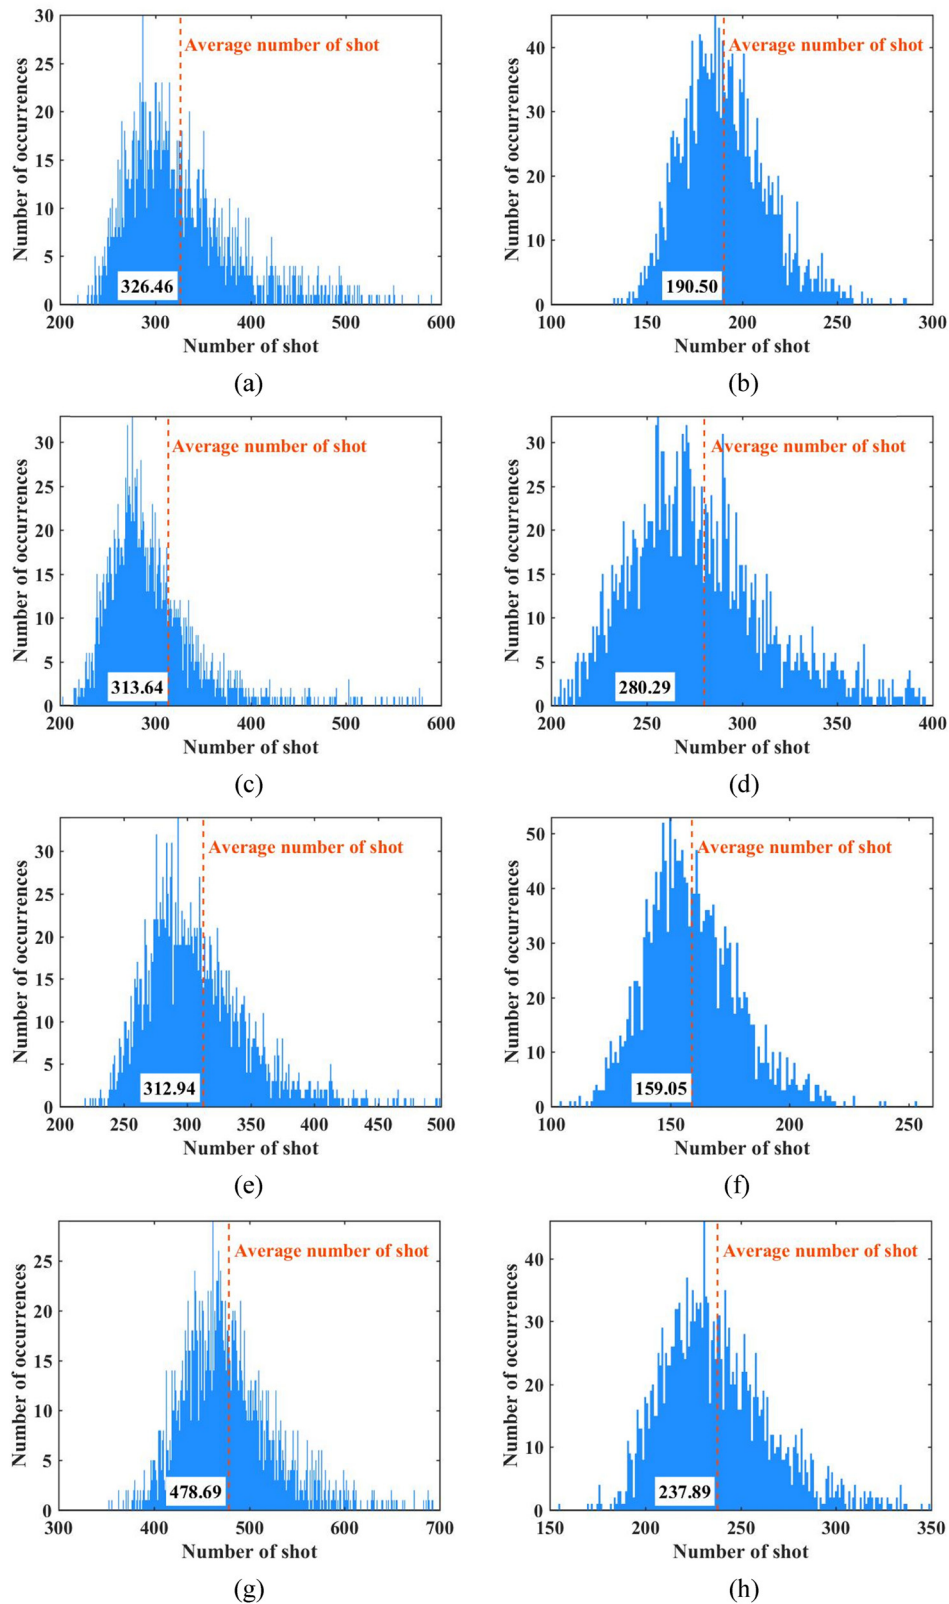 30
25
20
15
10
5
0
Number of occurrences
Average number of shot
326.46
200 300 400 500 600
Number of shot
(a)
40
30
20
10
0
Number of occurrences
Average number of shot
190.50
100 150 200 250 300
Number of shot
(b)
30
25
20
15
10
5
0
Number of occurrences
Average number of shot
313.64
200 300 400 500 600
Number of shot
(c)
30
25
20
15
10
5
0
Number of occurrences
Average number of shot
280.29
200 250 300 350 400
Number of shot
(d)
30
25
20
15
10
5
0
Number of occurrences
Average number of shot
312.94
200 250 300 350 400 450 500
Number of shot
(e)
50
40
30
20
10
0
Number of occurrences
Average number of shot
159.05
100 150 200 250
Number of shot
(f)
25
20
15
10
5
0
Number of occurrences
Average number of shot
478.69
300 400 500 600 700
Number of shot
(g)
40
30
20
10
0
Number of occurrences
Average number of shot
237.89
150 200 250 300 350
Number of shot
(h)